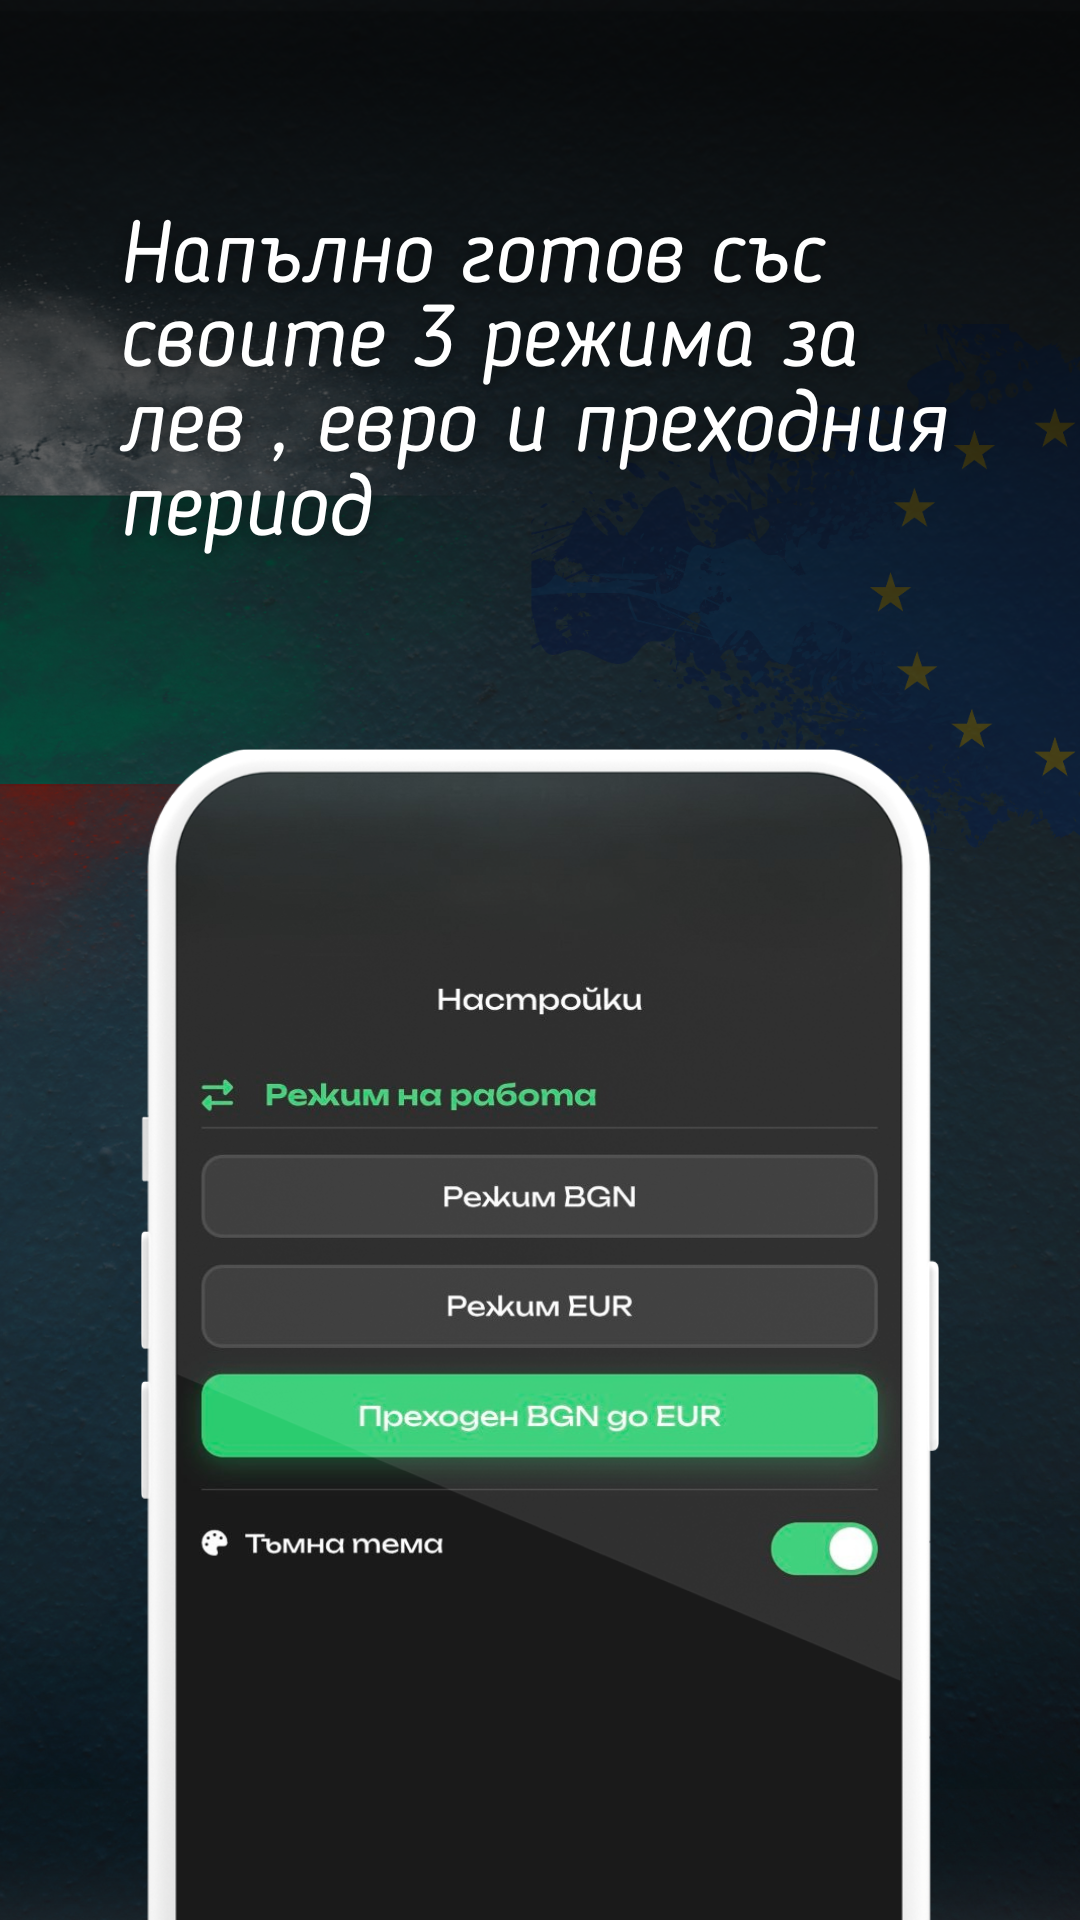 Напълно готов със
своите 3 режима за
лев , евро и преходния
период
Настройки
Режим на работа
Режим BGN
Режим EUR
Преходен BGN до EUR
Тъмна тема